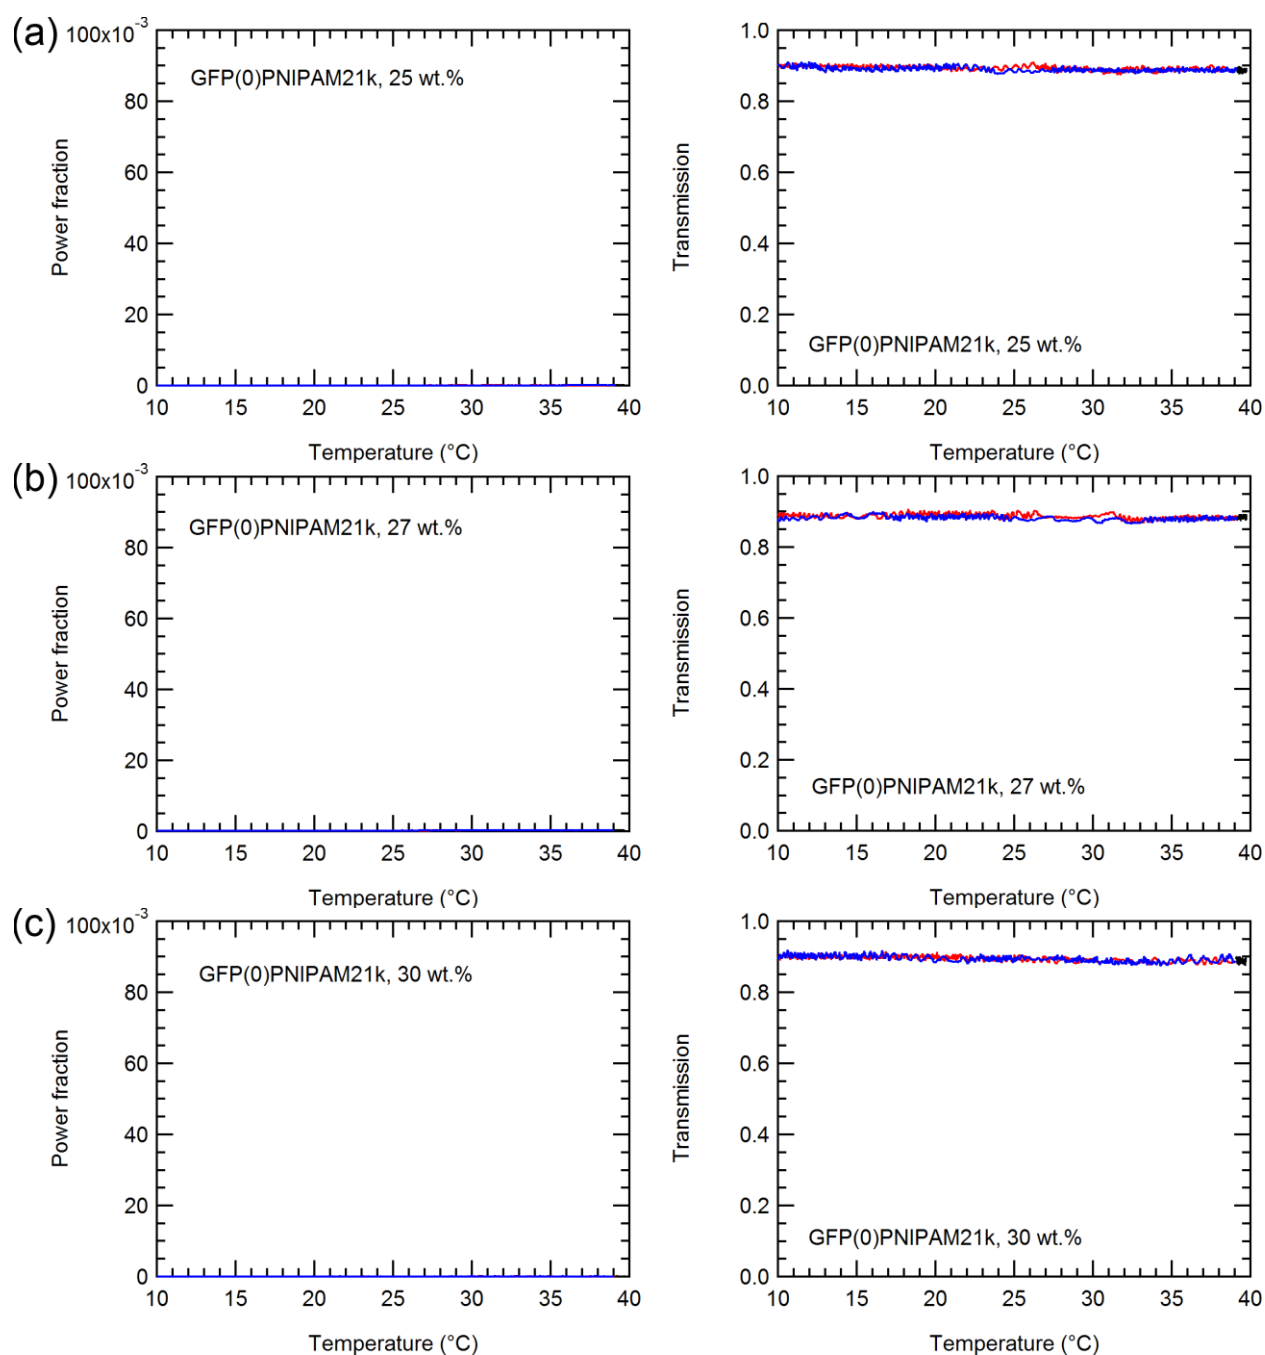 (a)
100x10⁻³
80
60
40
20
0
Power fraction
GFP(0)PNIPAM21k, 25 wt.%
10 15 20 25 30 35 40
Temperature (°C)
1.0
0.8
0.6
0.4
0.2
0.0
Transmission
GFP(0)PNIPAM21k, 25 wt.%
10 15 20 25 30 35 40
Temperature (°C)
(b)
100x10⁻³
80
60
40
20
0
Power fraction
GFP(0)PNIPAM21k, 27 wt.%
10 15 20 25 30 35 40
Temperature (°C)
1.0
0.8
0.6
0.4
0.2
0.0
Transmission
GFP(0)PNIPAM21k, 27 wt.%
10 15 20 25 30 35 40
Temperature (°C)
(c)
100x10⁻³
80
60
40
20
0
Power fraction
GFP(0)PNIPAM21k, 30 wt.%
10 15 20 25 30 35 40
Temperature (°C)
1.0
0.8
0.6
0.4
0.2
0.0
Transmission
GFP(0)PNIPAM21k, 30 wt.%
10 15 20 25 30 35 40
Temperature (°C)